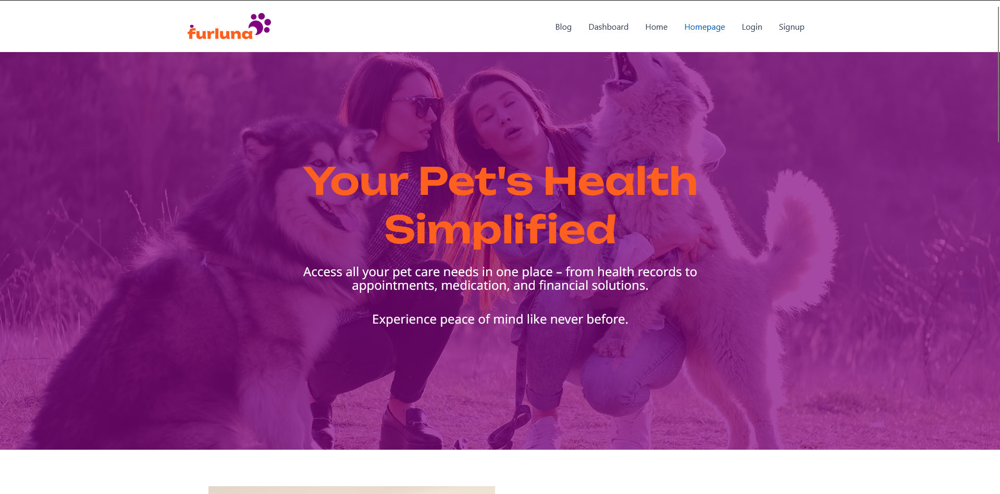 furluna
Blog Dashboard Home Homepage Login Signup
Your Pet's Health
Simplified
Access all your pet care needs in one place – from health records to
appointments, medication, and financial solutions.
Experience peace of mind like never before.